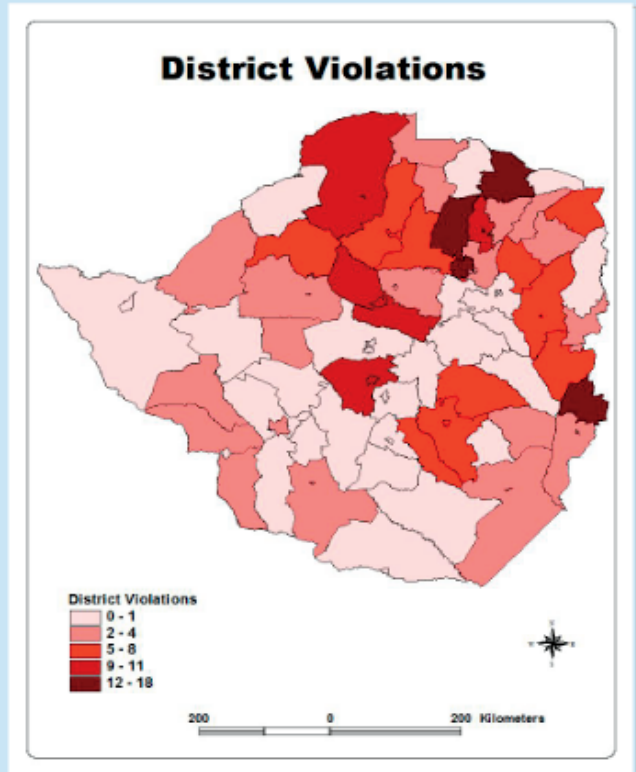 District Violations
District Violations
0 - 1
2 - 4
5 - 8
9 - 11
12 - 18
200 0 200 Kilometers